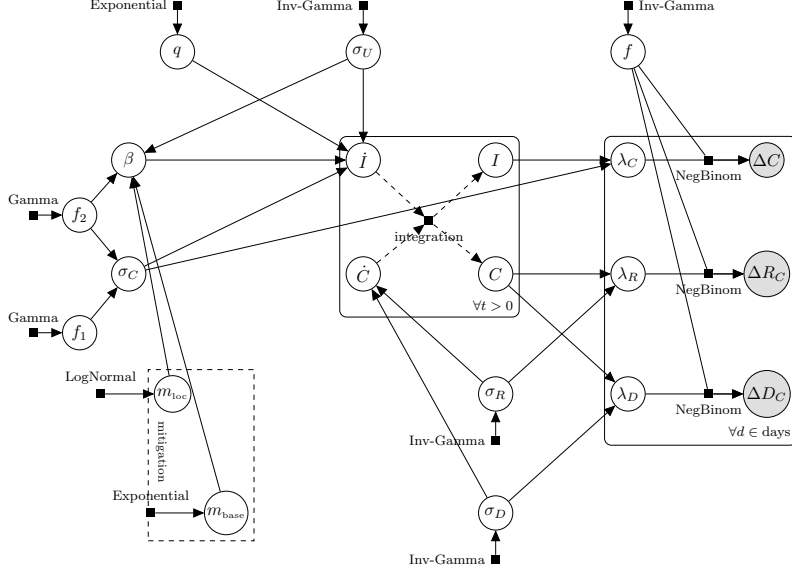 Exponential
Inv-Gamma
Inv-Gamma
q
σ_U
f
β
İ
I
λ_C
ΔC
NegBinom
Gamma
f_2
integration
σ_C
Ċ
C
λ_R
ΔR_C
NegBinom
∀t > 0
Gamma
f_1
LogNormal
m_loc
σ_R
λ_D
ΔD_C
NegBinom
mitigation
Inv-Gamma
∀d ∈ days
Exponential
m_base
σ_D
Inv-Gamma